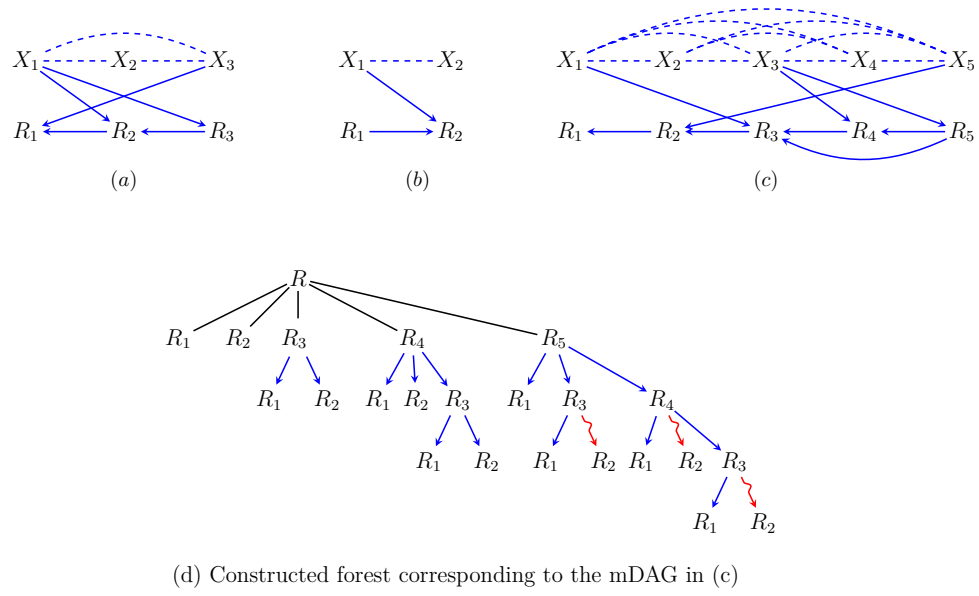 X₁ X₂ X₃ X₁ X₂ X₁ X₂ X₃ X₄ X₅
R₁ R₂ R₃ R₁ R₂ R₁ R₂ R₃ R₄ R₅
(a) (b) (c)
R
R₁ R₂ R₃ R₄ R₅
R₁ R₂ R₁ R₂ R₃ R₁ R₃ R₄
R₁ R₂ R₁ R₂ R₁ R₂ R₃
R₁ R₂
(d) Constructed forest corresponding to the mDAG in (c)